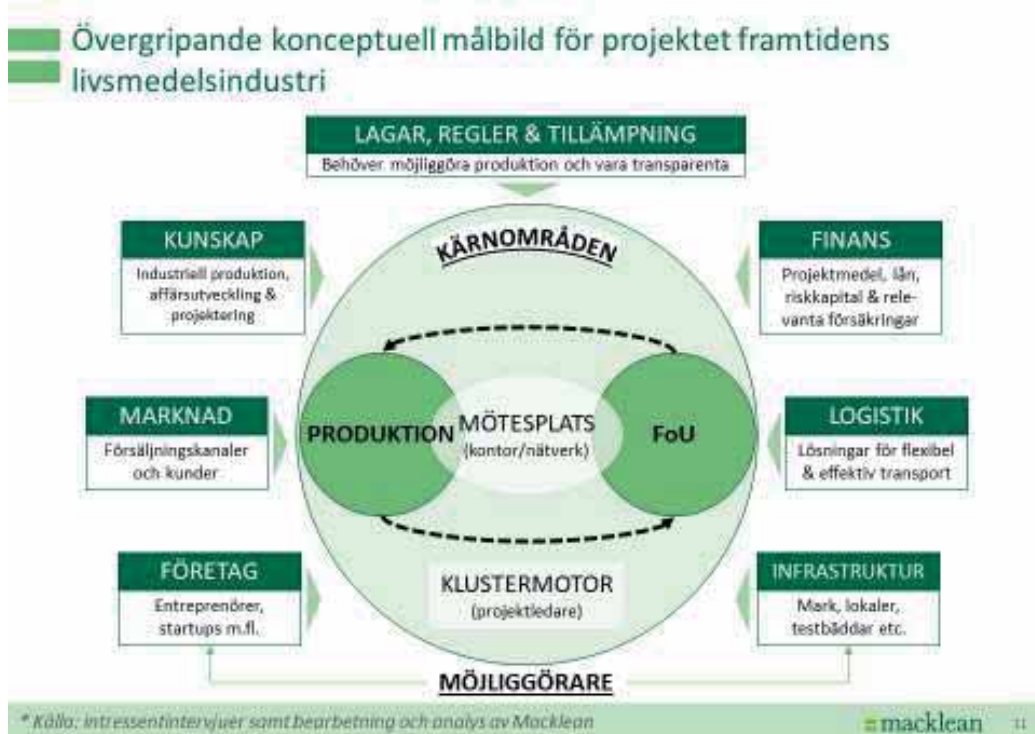 Övergripande konceptuell målbild för projektet framtidens
livsmedelsindustri
LAGAR, REGLER & TILLÄMPNING
Behöver möjliggöra produktion och vara transparenta
KÄRNOMRÅDEN
KUNSKAP
Industriell produktion,
affärsutveckling &
projektering
FINANS
Projektmedel, lån,
riskkapital & rele-
vanta försäkringar
MARKNAD
Försäljningskanaler
och kunder
PRODUKTION
MÖTESPLATS
(kontor/nätverk)
FoU
LOGISTIK
Lösningar för flexibel
& effektiv transport
FÖRETAG
Entreprenörer,
startups m.fl.
KLUSTERMOTOR
(projektledare)
INFRASTRUKTUR
Mark, lokaler,
testbäddar etc.
MÖJLIGGÖRARE
* Källa: intressentintervjuer samt bearbetning och analys av Macklean
macklean 11